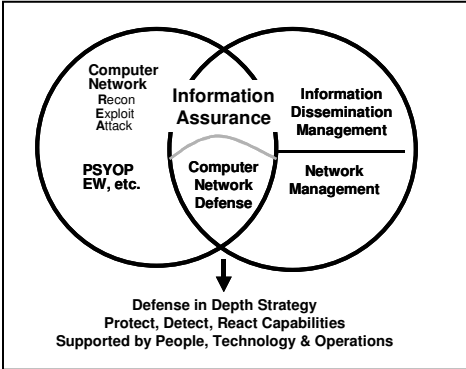 Computer
Network
Recon
Exploit
Attack
PSYOP
EW, etc.
Information
Assurance
Computer
Network
Defense
Information
Dissemination
Management
Network
Management
Defense in Depth Strategy
Protect, Detect, React Capabilities
Supported by People, Technology & Operations